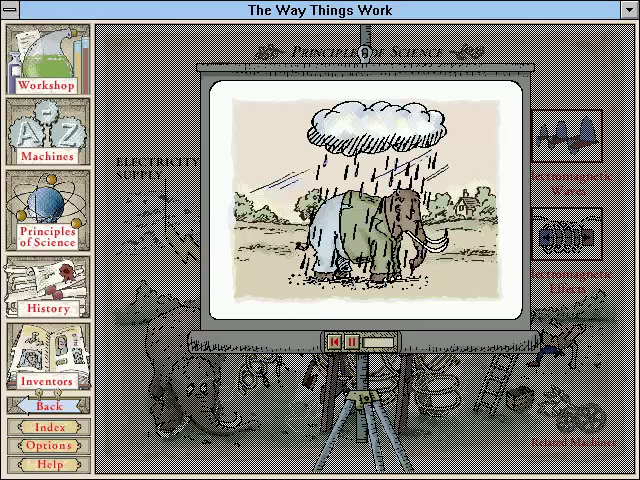 The Way Things Work
Principles of Science
Workshop
A-Z
Machines
ELECTRICITY
SUPPLY
Principles
of Science
History
Inventors
Back
Index
Options
Help